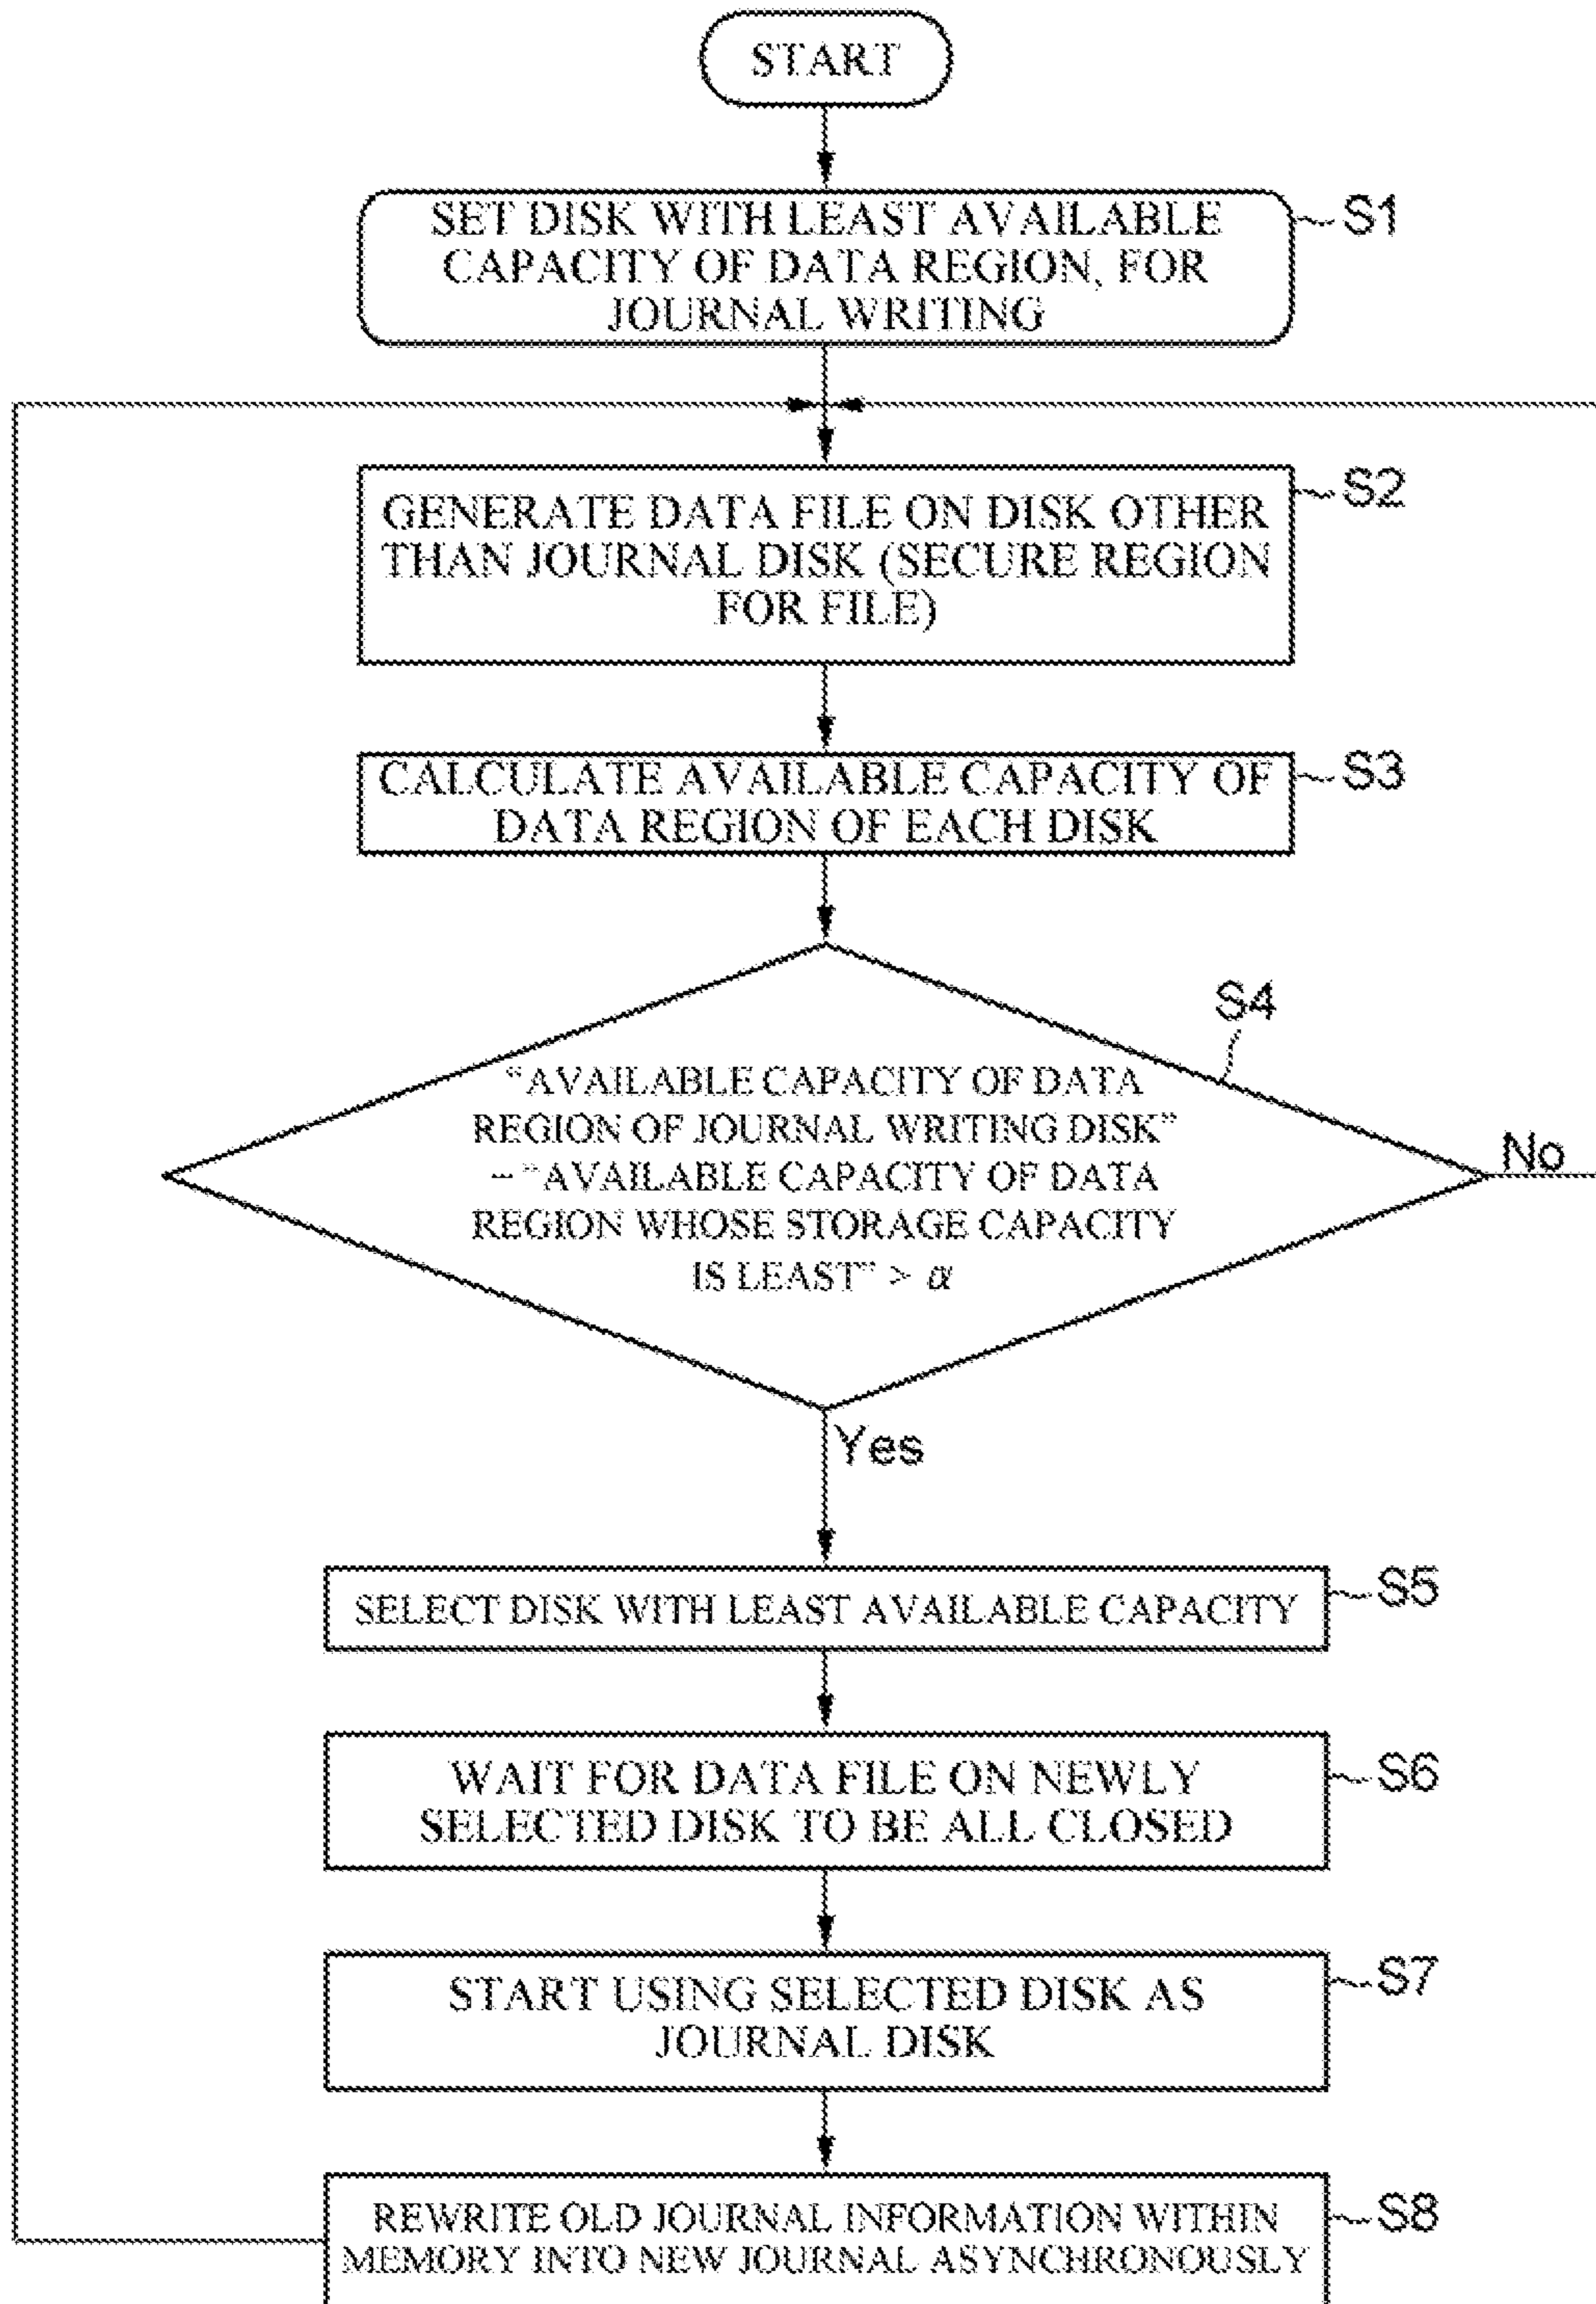 START
SET DISK WITH LEAST AVAILABLE
CAPACITY OF DATA REGION, FOR
JOURNAL WRITING
S1
GENERATE DATA FILE ON DISK OTHER
THAN JOURNAL DISK (SECURE REGION
FOR FILE)
S2
CALCULATE AVAILABLE CAPACITY OF
DATA REGION OF EACH DISK
S3
S4
“AVAILABLE CAPACITY OF DATA
REGION OF JOURNAL WRITING DISK”
– ”AVAILABLE CAPACITY OF DATA
REGION WHOSE STORAGE CAPACITY
IS LEAST” > α
No
Yes
SELECT DISK WITH LEAST AVAILABLE CAPACITY
S5
WAIT FOR DATA FILE ON NEWLY
SELECTED DISK TO BE ALL CLOSED
S6
START USING SELECTED DISK AS
JOURNAL DISK
S7
REWRITE OLD JOURNAL INFORMATION WITHIN
MEMORY INTO NEW JOURNAL ASYNCHRONOUSLY
S8